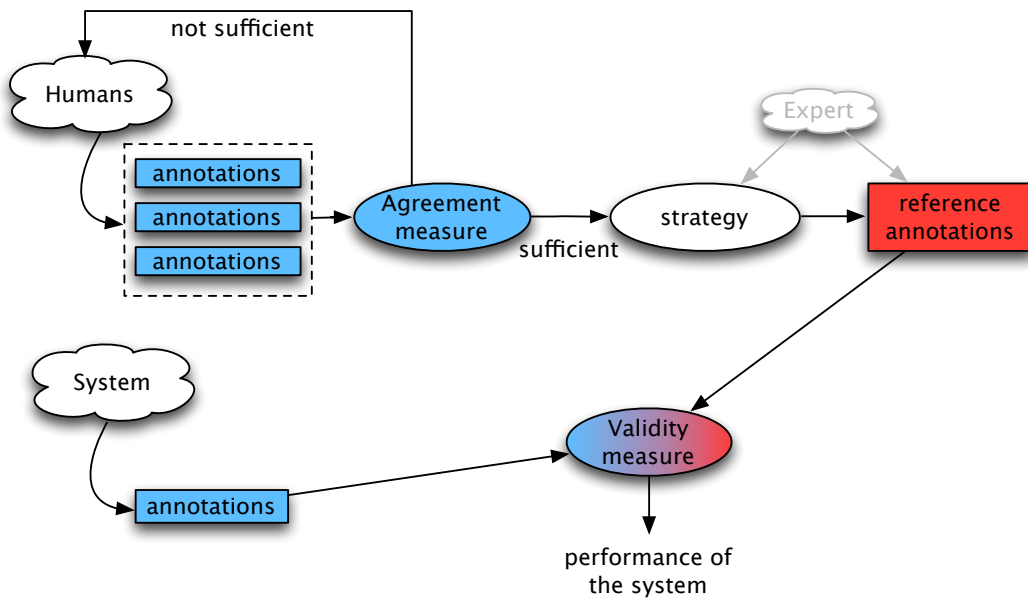 not sufficient
Humans
Expert
annotations
annotations
annotations
Agreement
measure
sufficient
strategy
reference
annotations
System
annotations
Validity
measure
performance of
the system